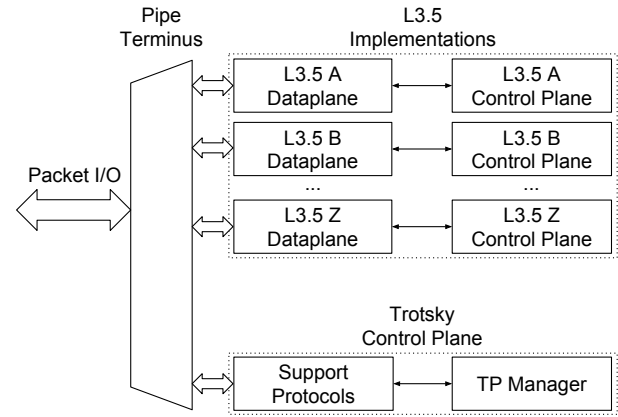 Pipe
Terminus
L3.5
Implementations
L3.5 A
Dataplane
L3.5 A
Control Plane
L3.5 B
Dataplane
L3.5 B
Control Plane
...
...
Packet I/O
L3.5 Z
Dataplane
L3.5 Z
Control Plane
Trotsky
Control Plane
Support
Protocols
TP Manager